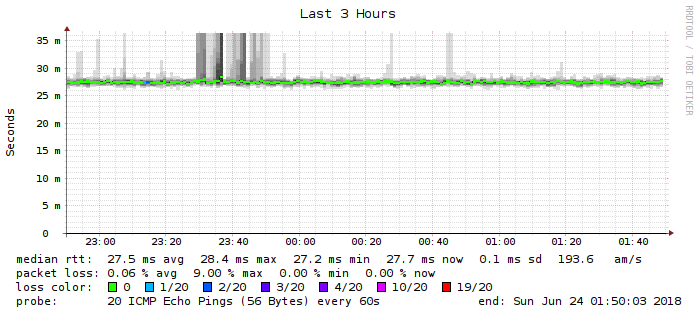 Last 3 Hours
RRDTOOL / TOBI OETIKER
Seconds
35 m
30 m
25 m
20 m
15 m
10 m
5 m
0
23:00 23:20 23:40 00:00 00:20 00:40 01:00 01:20 01:40
median rtt: 27.5 ms avg 28.4 ms max 27.2 ms min 27.7 ms now 0.1 ms sd 193.6 am/s
packet loss: 0.06 % avg 9.00 % max 0.00 % min 0.00 % now
loss color: 0 1/20 2/20 3/20 4/20 10/20 19/20
probe: 20 ICMP Echo Pings (56 Bytes) every 60s end: Sun Jun 24 01:50:03 2018